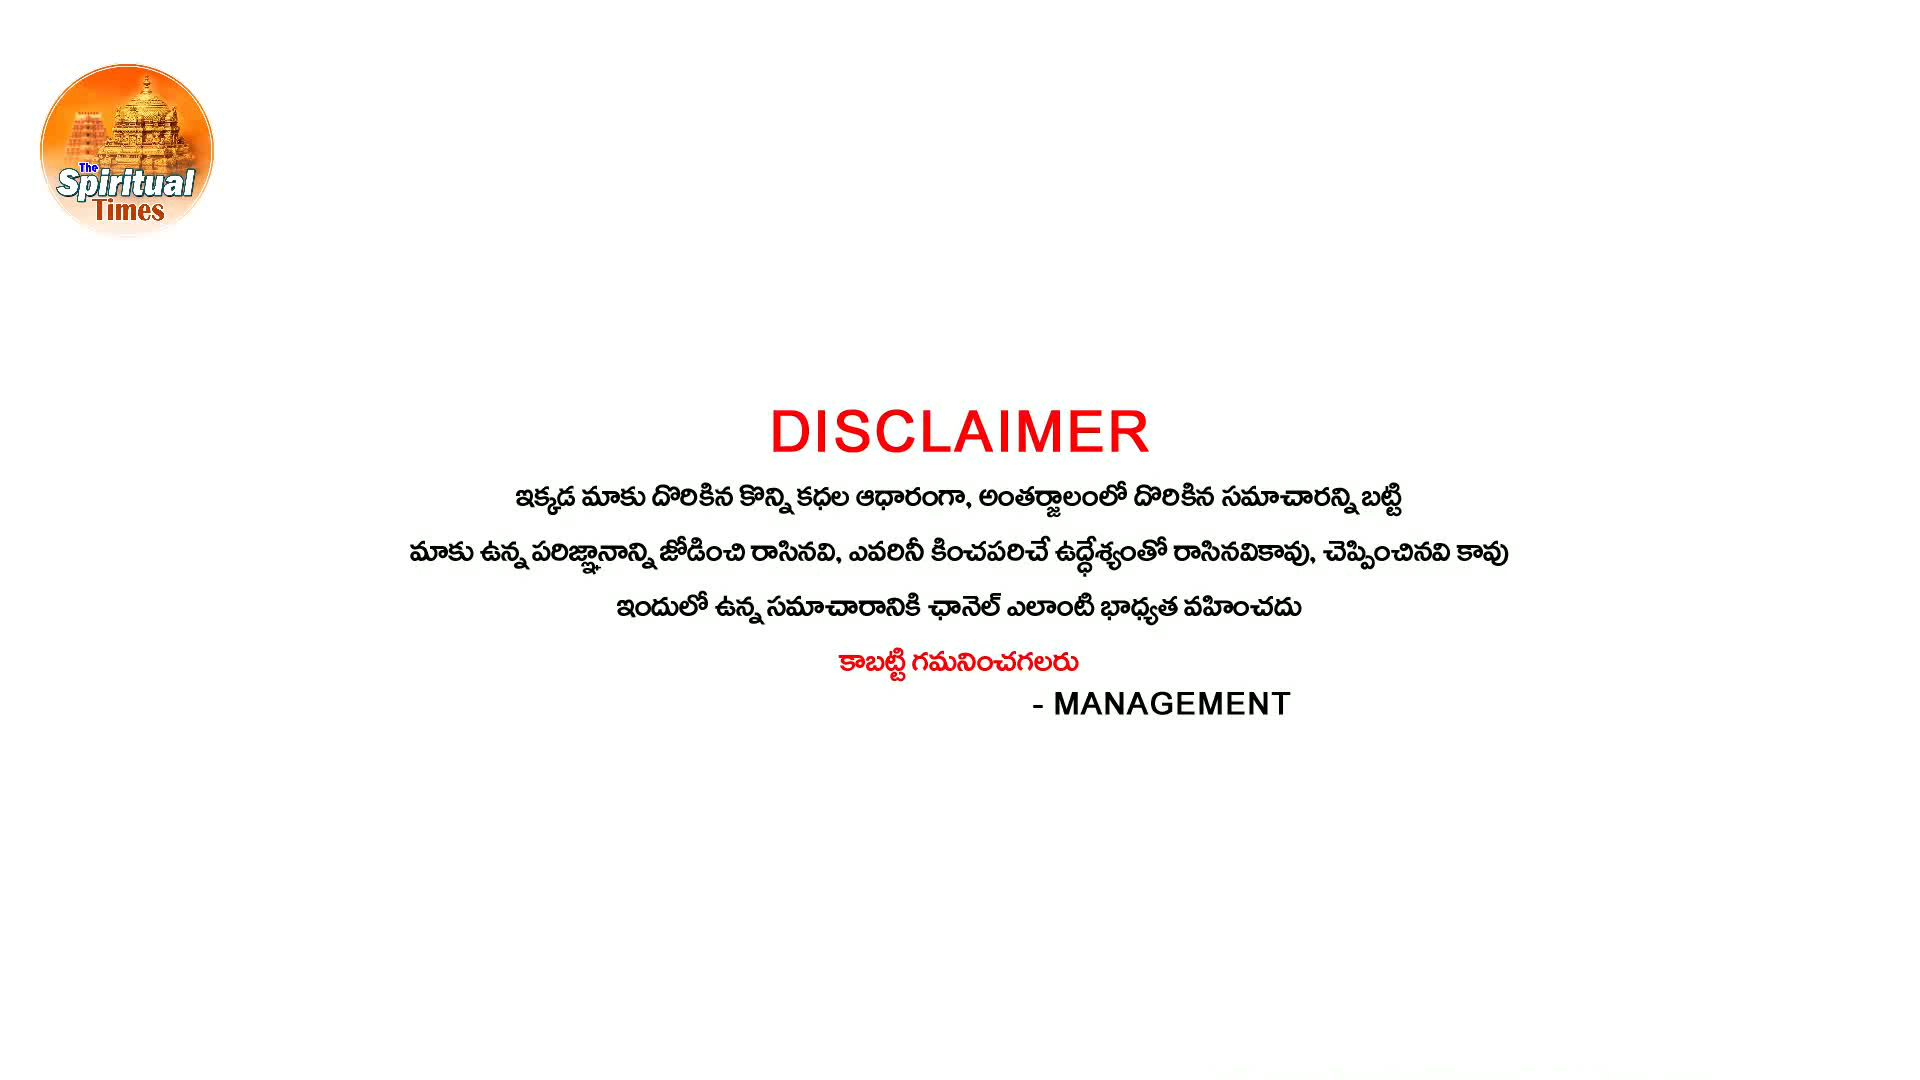 The
Spiritual
Times
DISCLAIMER
ఇక్కడ మాకు దొరికిన కొన్ని కధల ఆధారంగా, అంతర్జాలంలో దొరికిన సమాచారన్ని బట్టి
మాకు ఉన్న పరిజ్ఞానాన్ని జోడించి రాసినవి, ఎవరినీ కించపరిచే ఉద్ధేశ్యంతో రాసినవికావు, చెప్పించినవి కావు
ఇందులో ఉన్న సమాచారానికి ఛానెల్ ఎలాంటి భాధ్యత వహించదు
కాబట్టి గమనించగలరు
- MANAGEMENT